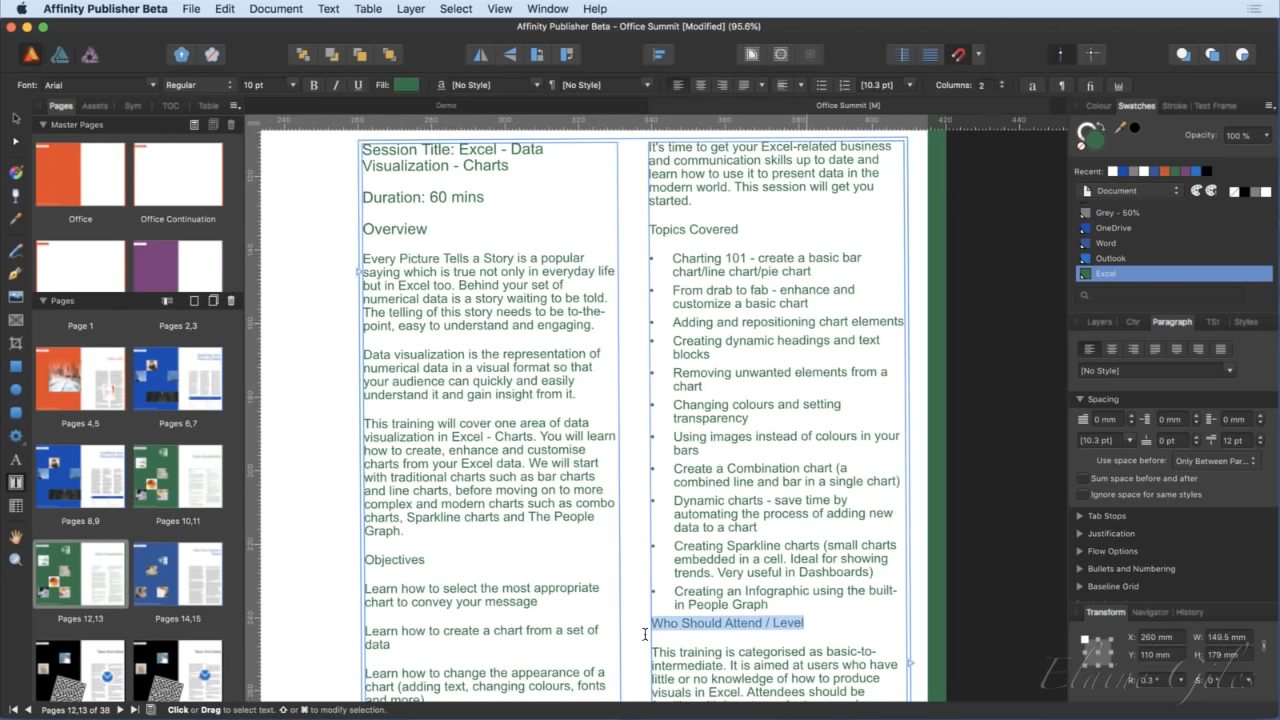 Affinity Publisher Beta File Edit Document Text Table Layer Select View Window Help
Affinity Publisher Beta - Office Summit [Modified] (95.6%)
Font: Arial Regular 10 pt B I U Fill: a [No Style] ¶ [No Style] [10.3 pt] Columns: 2 a ¶ fi
Pages Assets Sym TOC Table
Demo Office Summit [M]
240 260 280 300 320 340 360 380 400 420 440
Master Pages
Office
Office Continuation
Pages
Page 1
Pages 2,3
Pages 4,5
Pages 6,7
Pages 8,9
Pages 10,11
Pages 12,13
Pages 14,15
Session Title: Excel - Data
Visualization - Charts
Duration: 60 mins
Overview
Every Picture Tells a Story is a popular
saying which is true not only in everyday life
but in Excel too. Behind your set of
numerical data is a story waiting to be told.
The telling of this story needs to be to-the-
point, easy to understand and engaging.
Data visualization is the representation of
numerical data in a visual format so that
your audience can quickly and easily
understand it and gain insight from it.
This training will cover one area of data
visualization in Excel - Charts. You will learn
how to create, enhance and customise
charts from your Excel data. We will start
with traditional charts such as bar charts
and line charts, before moving on to more
complex and modern charts such as combo
charts, Sparkline charts and The People
Graph.
Objectives
Learn how to select the most appropriate
chart to convey your message
Learn how to create a chart from a set of
data
Learn how to change the appearance of a
chart (adding text, changing colours, fonts
and more)
It's time to get your Excel-related business
and communication skills up to date and
learn how to use it to present data in the
modern world. This session will get you
started.
Topics Covered
• Charting 101 - create a basic bar
chart/line chart/pie chart
• From drab to fab - enhance and
customize a basic chart
• Adding and repositioning chart elements
• Creating dynamic headings and text
blocks
• Removing unwanted elements from a
chart
• Changing colours and setting
transparency
• Using images instead of colours in your
bars
• Create a Combination chart (a
combined line and bar in a single chart)
• Dynamic charts - save time by
automating the process of adding new
data to a chart
• Creating Sparkline charts (small charts
embedded in a cell. Ideal for showing
trends. Very useful in Dashboards)
• Creating an Infographic using the built-
in People Graph
Who Should Attend / Level
This training is categorised as basic-to-
intermediate. It is aimed at users who have
little or no knowledge of how to produce
visuals in Excel. Attendees should be
Colour Swatches Stroke Text Frame
Opacity: 100 %
Recent:
Document
Grey - 50%
OneDrive
Word
Outlook
Excel
Layers Chr Paragraph TSt Styles
[No Style]
Spacing
0 mm 0 mm 0 mm
[10.3 pt] 0 pt 12 pt
Use space before: Only Between Par...
Sum space before and after
Ignore space for same styles
Tab Stops
Justification
Flow Options
Bullets and Numbering
Baseline Grid
Transform Navigator History
X: 260 mm W: 149.5 mm
Y: 110 mm H: 179 mm
R: 0.3 ° S: 0 °
Elaine Giles
Pages 12,13 of 38 Click or Drag to select text. ⇧ or ⌘ to modify selection.